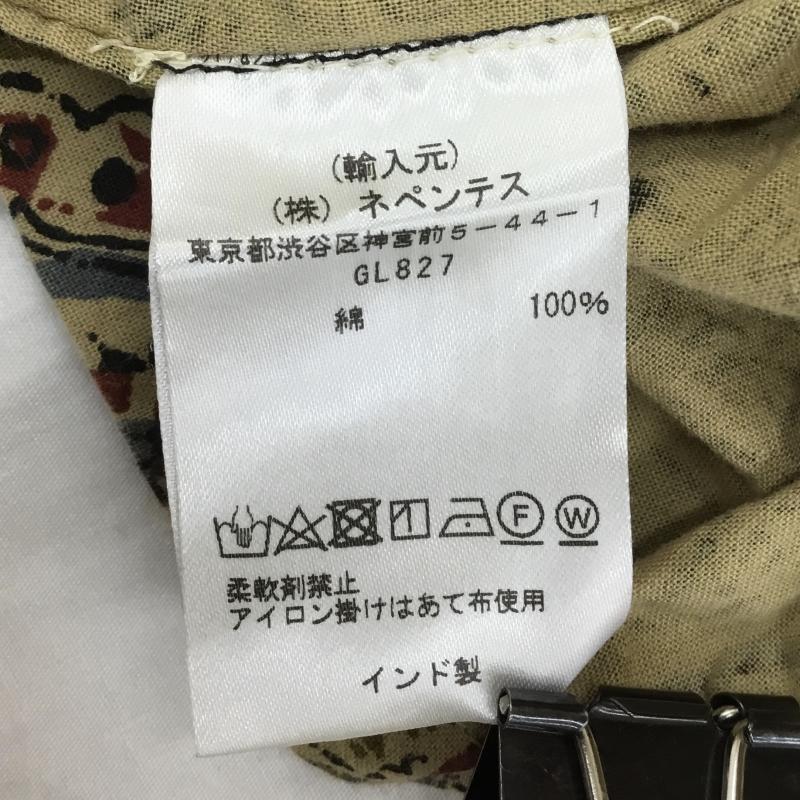 (輸入元)
(株) ネペンテス
東京都渋谷区神宮前5-44-1
GL827
綿 100%
F W
柔軟剤禁止
アイロン掛けはあて布使用
インド製